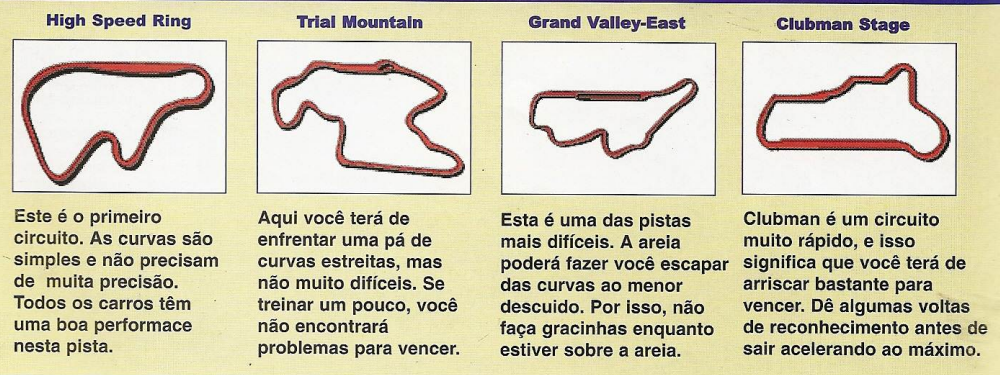 High Speed Ring
Este é o primeiro
circuito. As curvas são
simples e não precisam
de muita precisão.
Todos os carros têm
uma boa performace
nesta pista.
Trial Mountain
Aqui você terá de
enfrentar uma pá de
curvas estreitas, mas
não muito difíceis. Se
treinar um pouco, você
não encontrará
problemas para vencer.
Grand Valley-East
Esta é uma das pistas
mais difíceis. A areia
poderá fazer você escapar
das curvas ao menor
descuido. Por isso, não
faça gracinhas enquanto
estiver sobre a areia.
Clubman Stage
Clubman é um circuito
muito rápido, e isso
significa que você terá de
arriscar bastante para
vencer. Dê algumas voltas
de reconhecimento antes de
sair acelerando ao máximo.